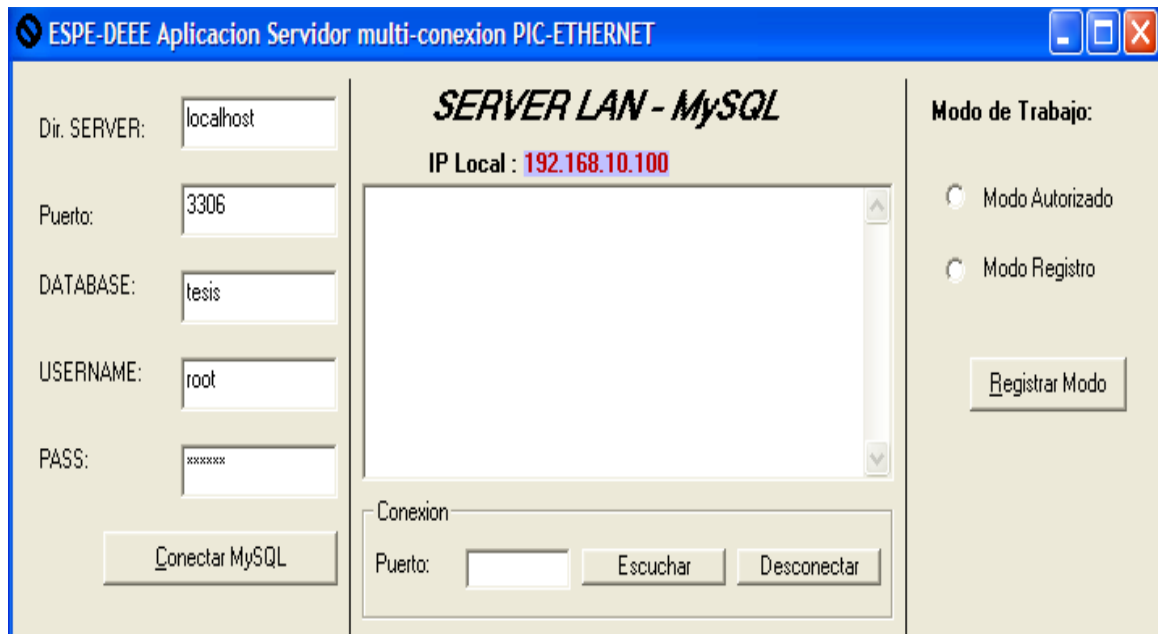 ESPE-DEEE Aplicacion Servidor multi-conexion PIC-ETHERNET
Dir. SERVER:
localhost
Puerto:
3306
DATABASE:
tesis
USERNAME:
root
PASS:
xxxxxx
Conectar MySQL
SERVER LAN - MySQL
IP Local : 192.168.10.100
Conexion
Puerto:
Escuchar
Desconectar
Modo de Trabajo:
Modo Autorizado
Modo Registro
Registrar Modo